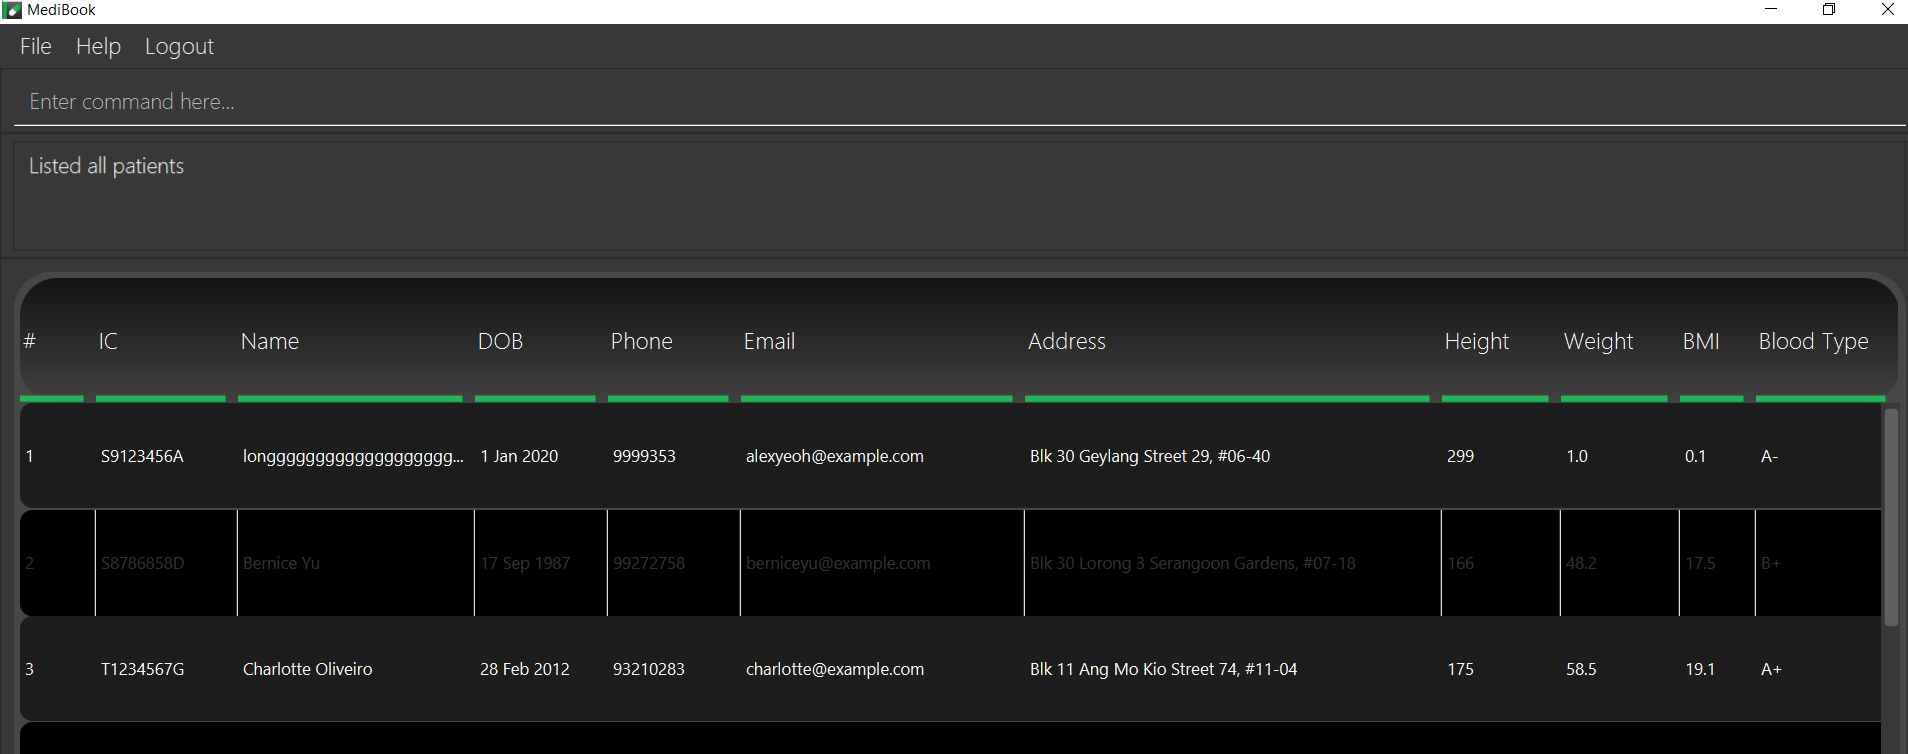 MediBook
File Help Logout
Enter command here...
Listed all patients
# IC Name DOB Phone Email Address Height Weight BMI Blood Type
1 S9123456A longgggggggggggggggggg... 1 Jan 2020 9999353 alexyeoh@example.com Blk 30 Geylang Street 29, #06-40 299 1.0 0.1 A-
2 S8786858D Bernice Yu 17 Sep 1987 99272758 berniceyu@example.com Blk 30 Lorong 3 Serangoon Gardens, #07-18 166 48.2 17.5 B+
3 T1234567G Charlotte Oliveiro 28 Feb 2012 93210283 charlotte@example.com Blk 11 Ang Mo Kio Street 74, #11-04 175 58.5 19.1 A+